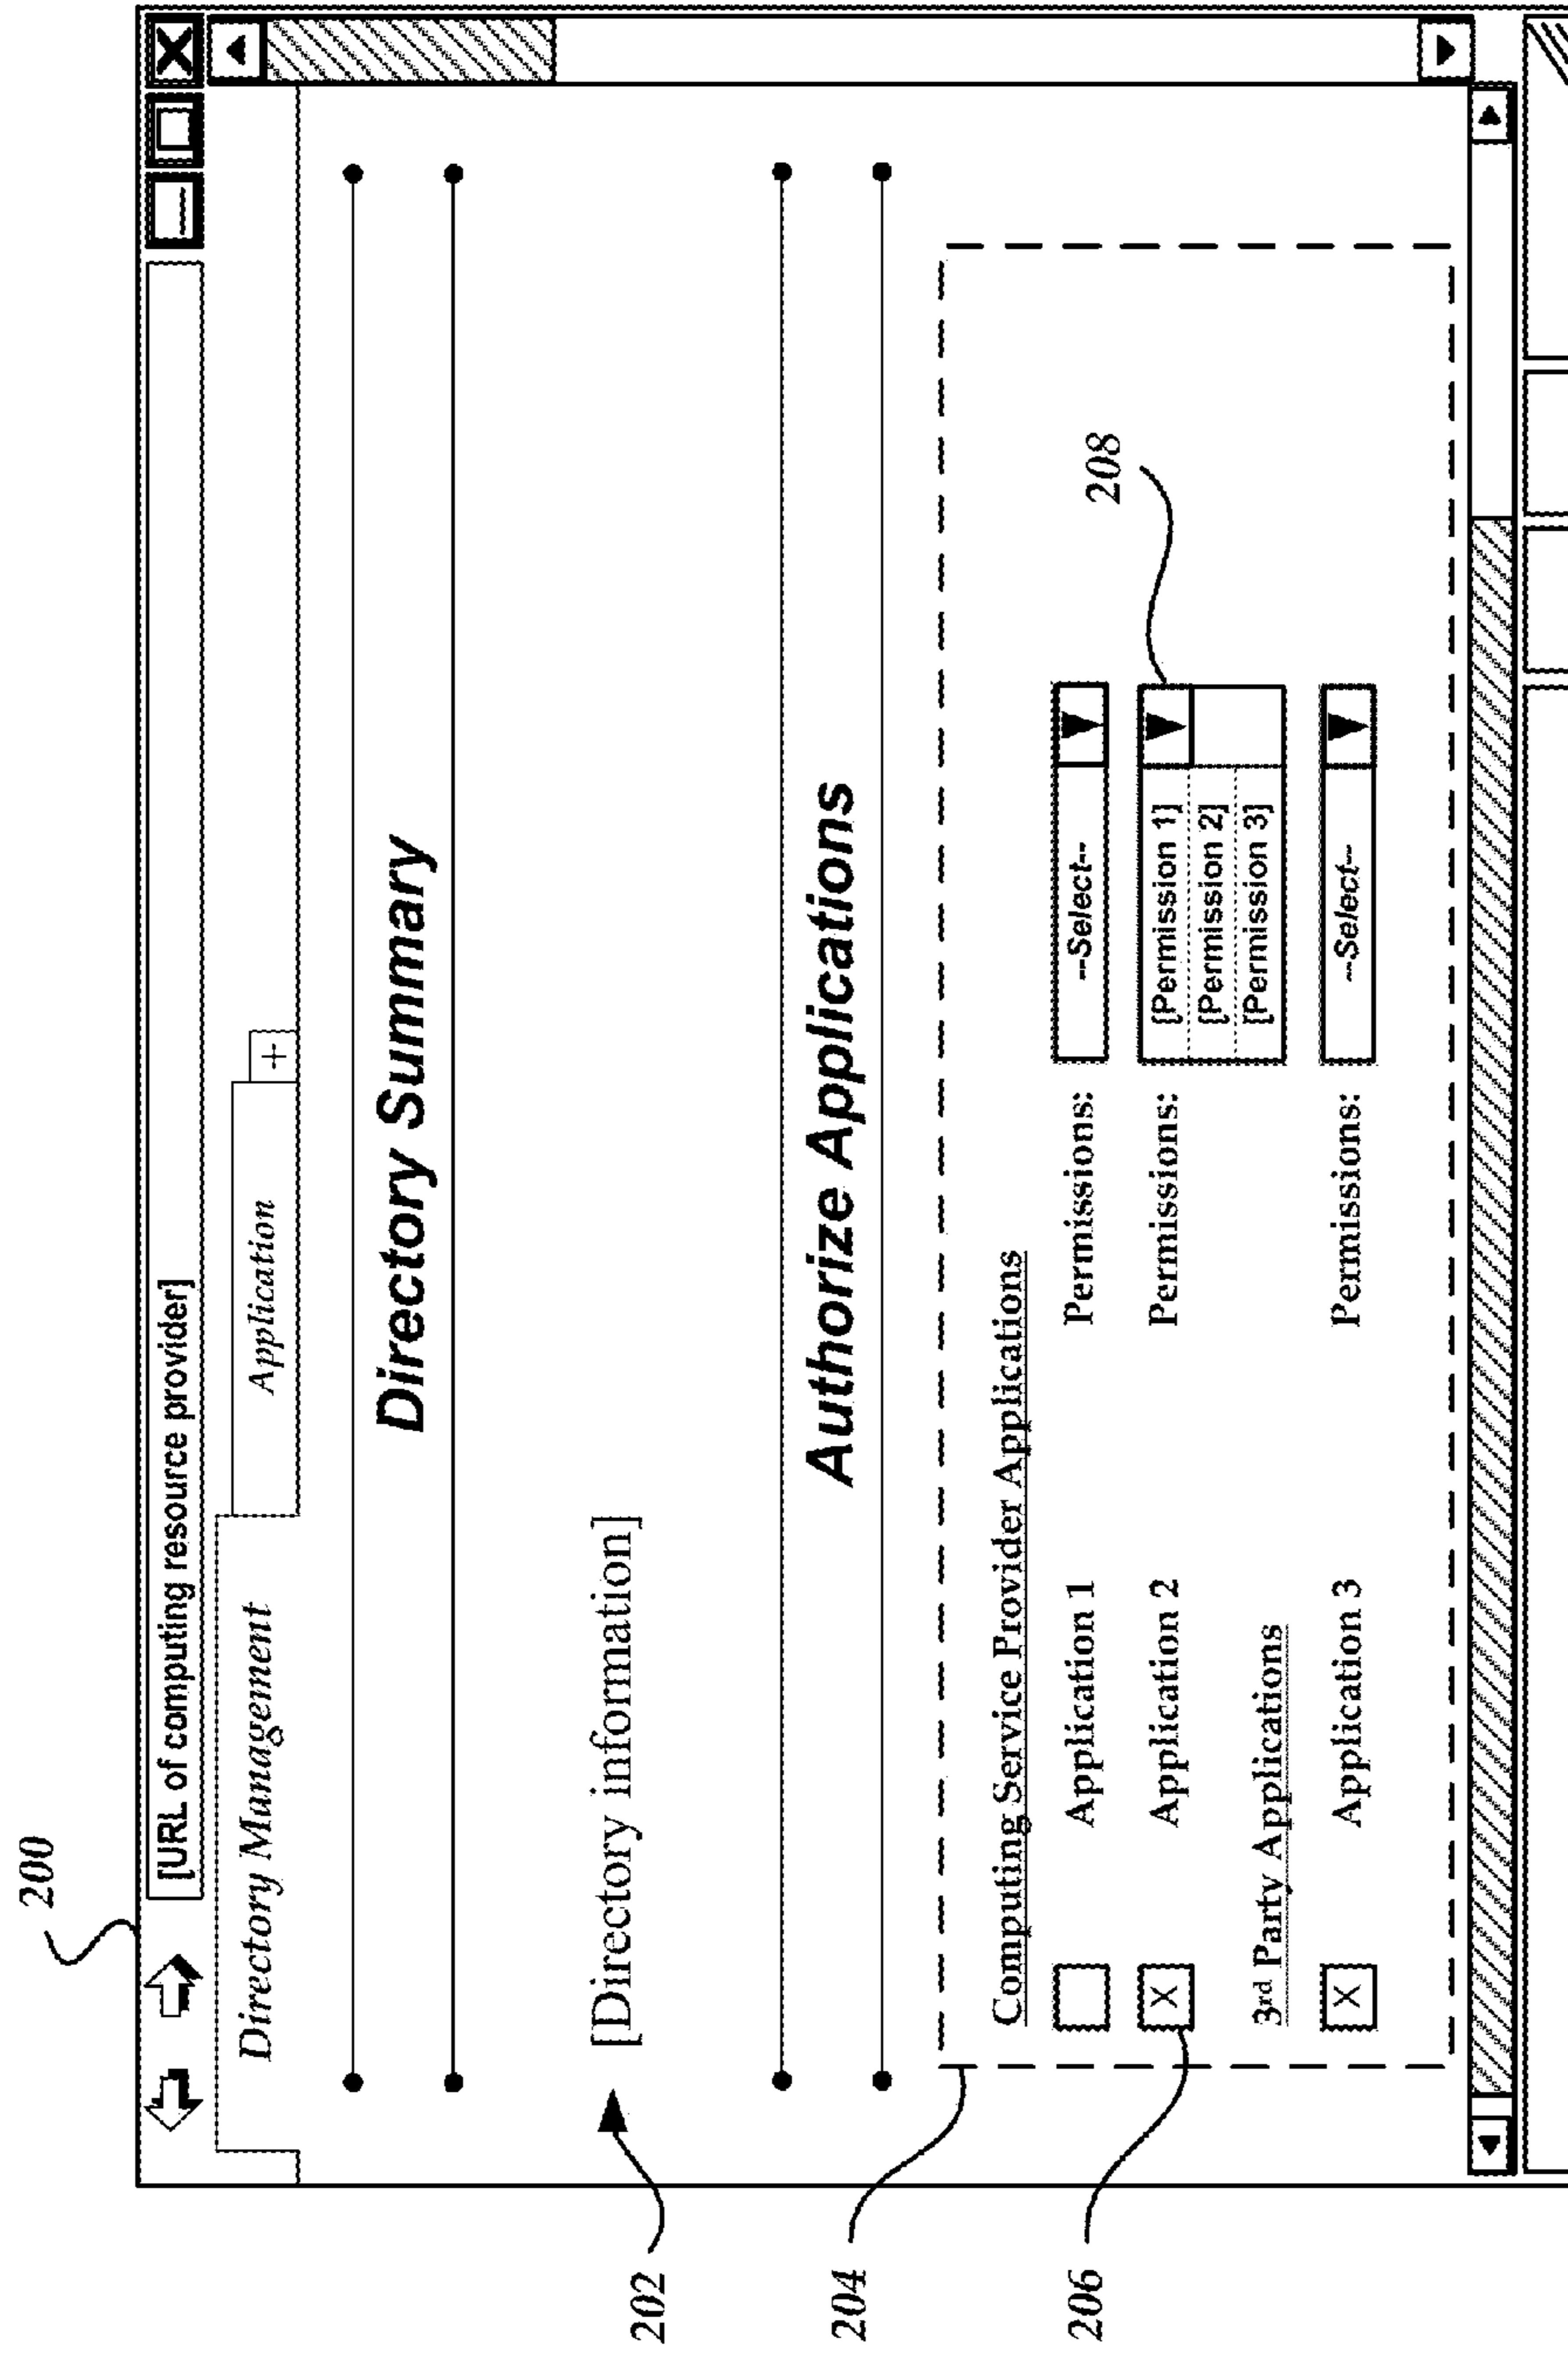 200
[URL of computing resource provider]
Directory Management
Application
+
Directory Summary
202
[Directory information]
Authorize Applications
204
Computing Service Provider Applications
Application 1 Permissions: --Select--
208
206
X Application 2 Permissions: [Permission 1]
[Permission 2]
[Permission 3]
3rd Party Applications
X Application 3 Permissions: --Select--